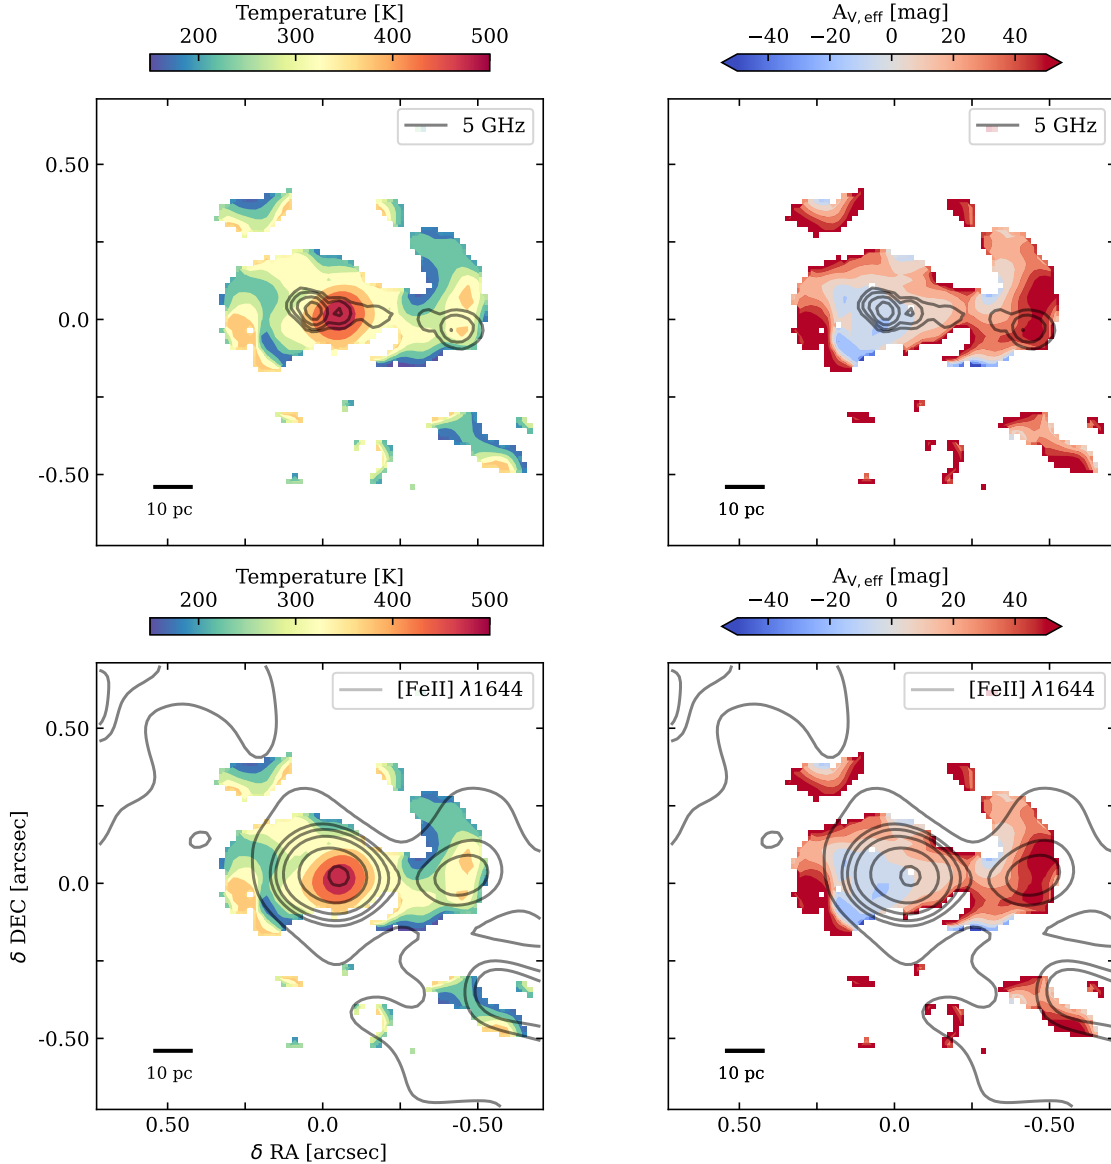 Temperature [K]
200 300 400 500
A_V, eff [mag]
−40 −20 0 20 40
5 GHz
5 GHz
0.50
0.0
-0.50
10 pc
10 pc
Temperature [K]
200 300 400 500
A_V, eff [mag]
−40 −20 0 20 40
[FeII] λ1644
[FeII] λ1644
0.50
0.0
-0.50
δ DEC [arcsec]
10 pc
10 pc
0.50 0.0 -0.50
0.50 0.0 -0.50
δ RA [arcsec]